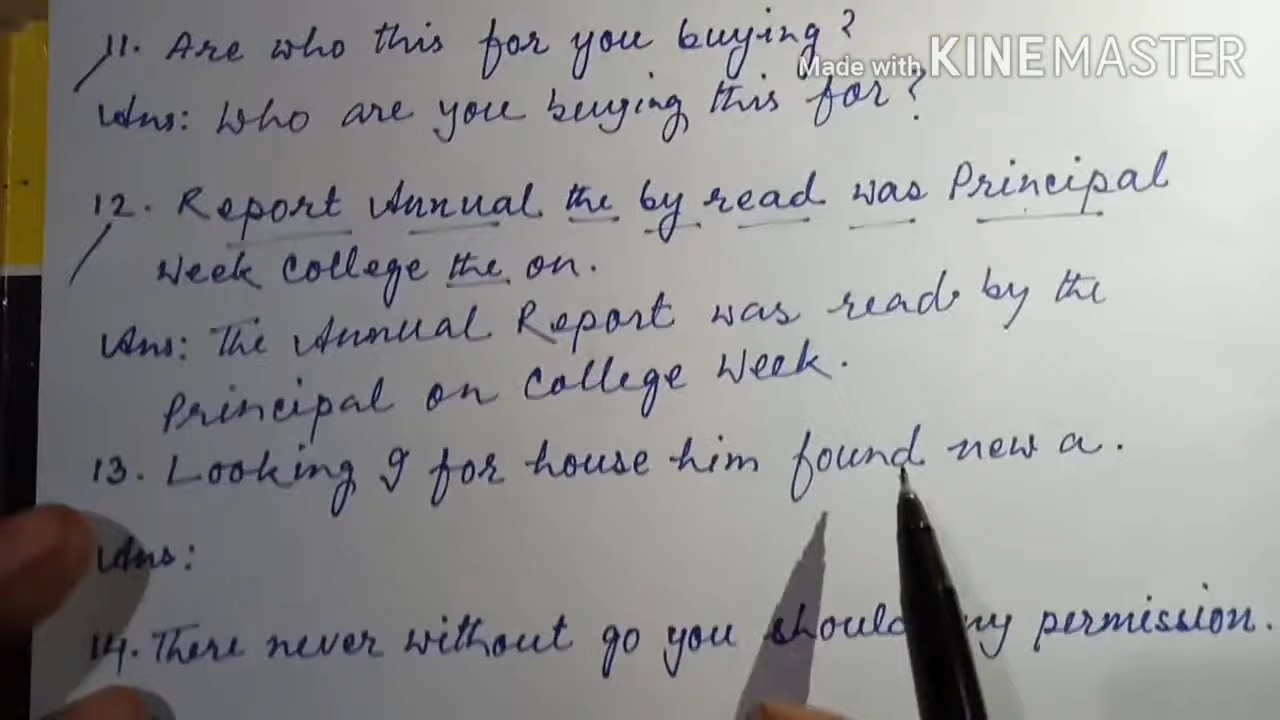 11. Are who this for you buying?
Made with KINEMASTER
Ans: Who are you buying this for?
12. Report Annual the by read was Principal
Week College the on.
Ans: The Annual Report was read by the
Principal on College Week.
13. Looking I for house him found new a.
Ans:
14. There never without go you should my permission.